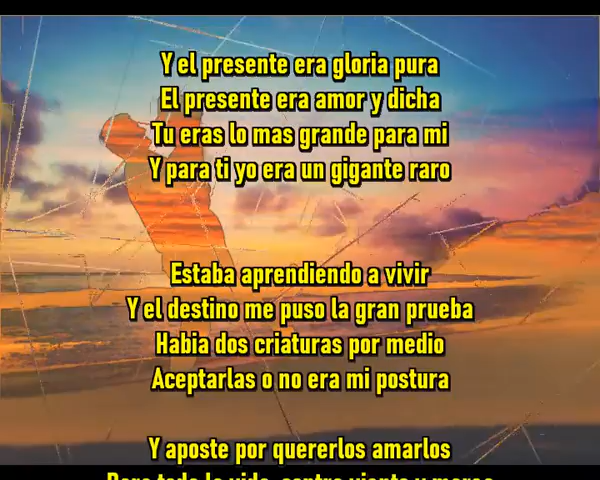 Y el presente era gloria pura
El presente era amor y dicha
Tu eras lo mas grande para mi
Y para ti yo era un gigante raro
Estaba aprendiendo a vivir
Y el destino me puso la gran prueba
Habia dos criaturas por medio
Aceptarlas o no era mi postura
Y aposte por quererlos amarlos